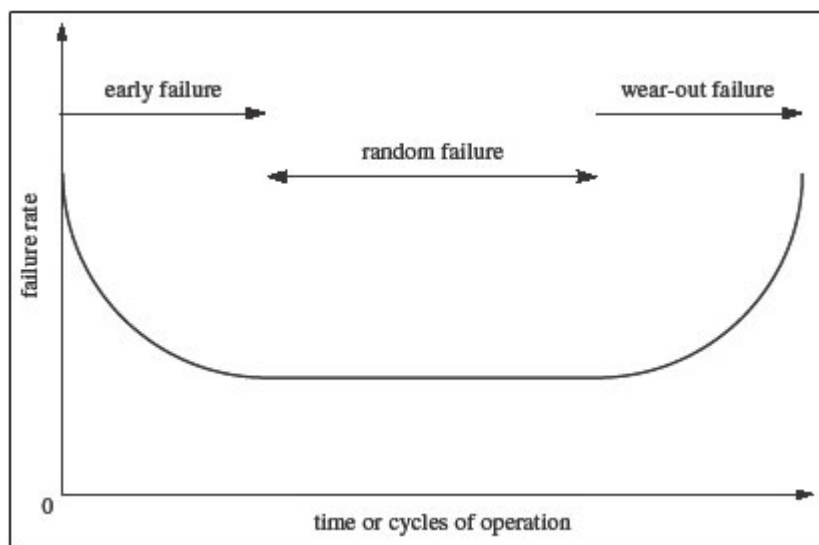 early failure
wear-out failure
random failure
failure rate
0
time or cycles of operation